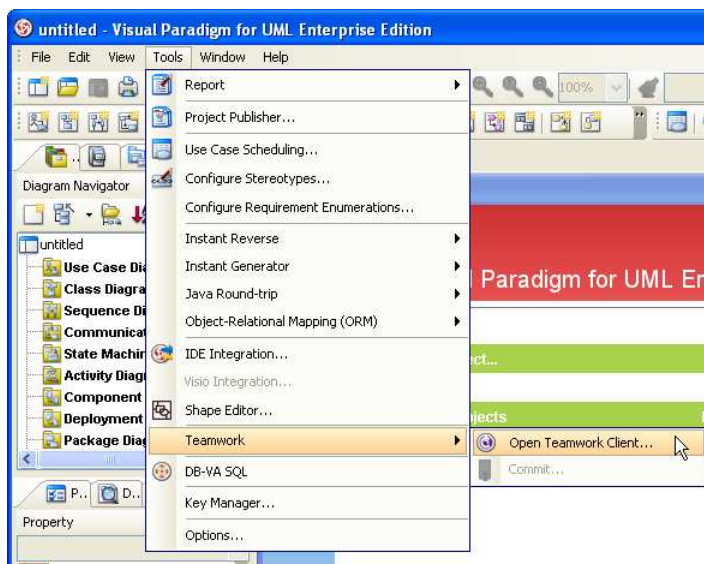 untitled - Visual Paradigm for UML Enterprise Edition
File Edit View Tools Window Help
100%
Report
Project Publisher...
Use Case Scheduling...
Configure Stereotypes...
Configure Requirement Enumerations...
Instant Reverse
Instant Generator
Java Round-trip
Object-Relational Mapping (ORM)
IDE Integration...
Visio Integration...
Shape Editor...
Teamwork
DB-VA SQL
Key Manager...
Options...
Open Teamwork Client...
Commit...
Diagram Navigator
untitled
Use Case Dia
Class Diagra
Sequence Di
Communicat
State Machin
Activity Diag
Component
Deployment
Package Diag
P.. D..
Property
l Paradigm for UML Er
ect...
jects